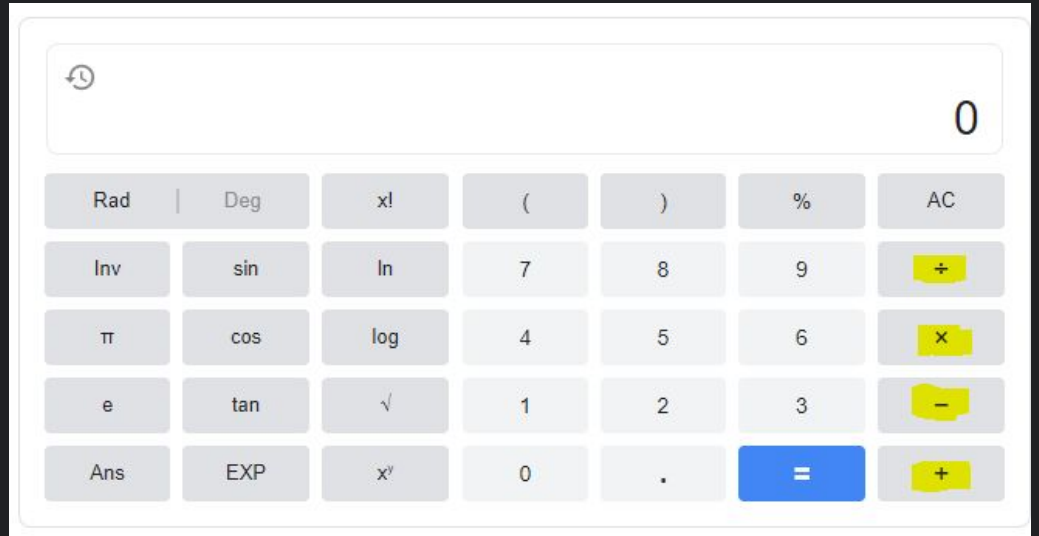 0
Rad | Deg x! ( ) % AC
Inv sin ln 7 8 9 ÷
π cos log 4 5 6 ×
e tan √ 1 2 3 −
Ans EXP xʸ 0 . = +